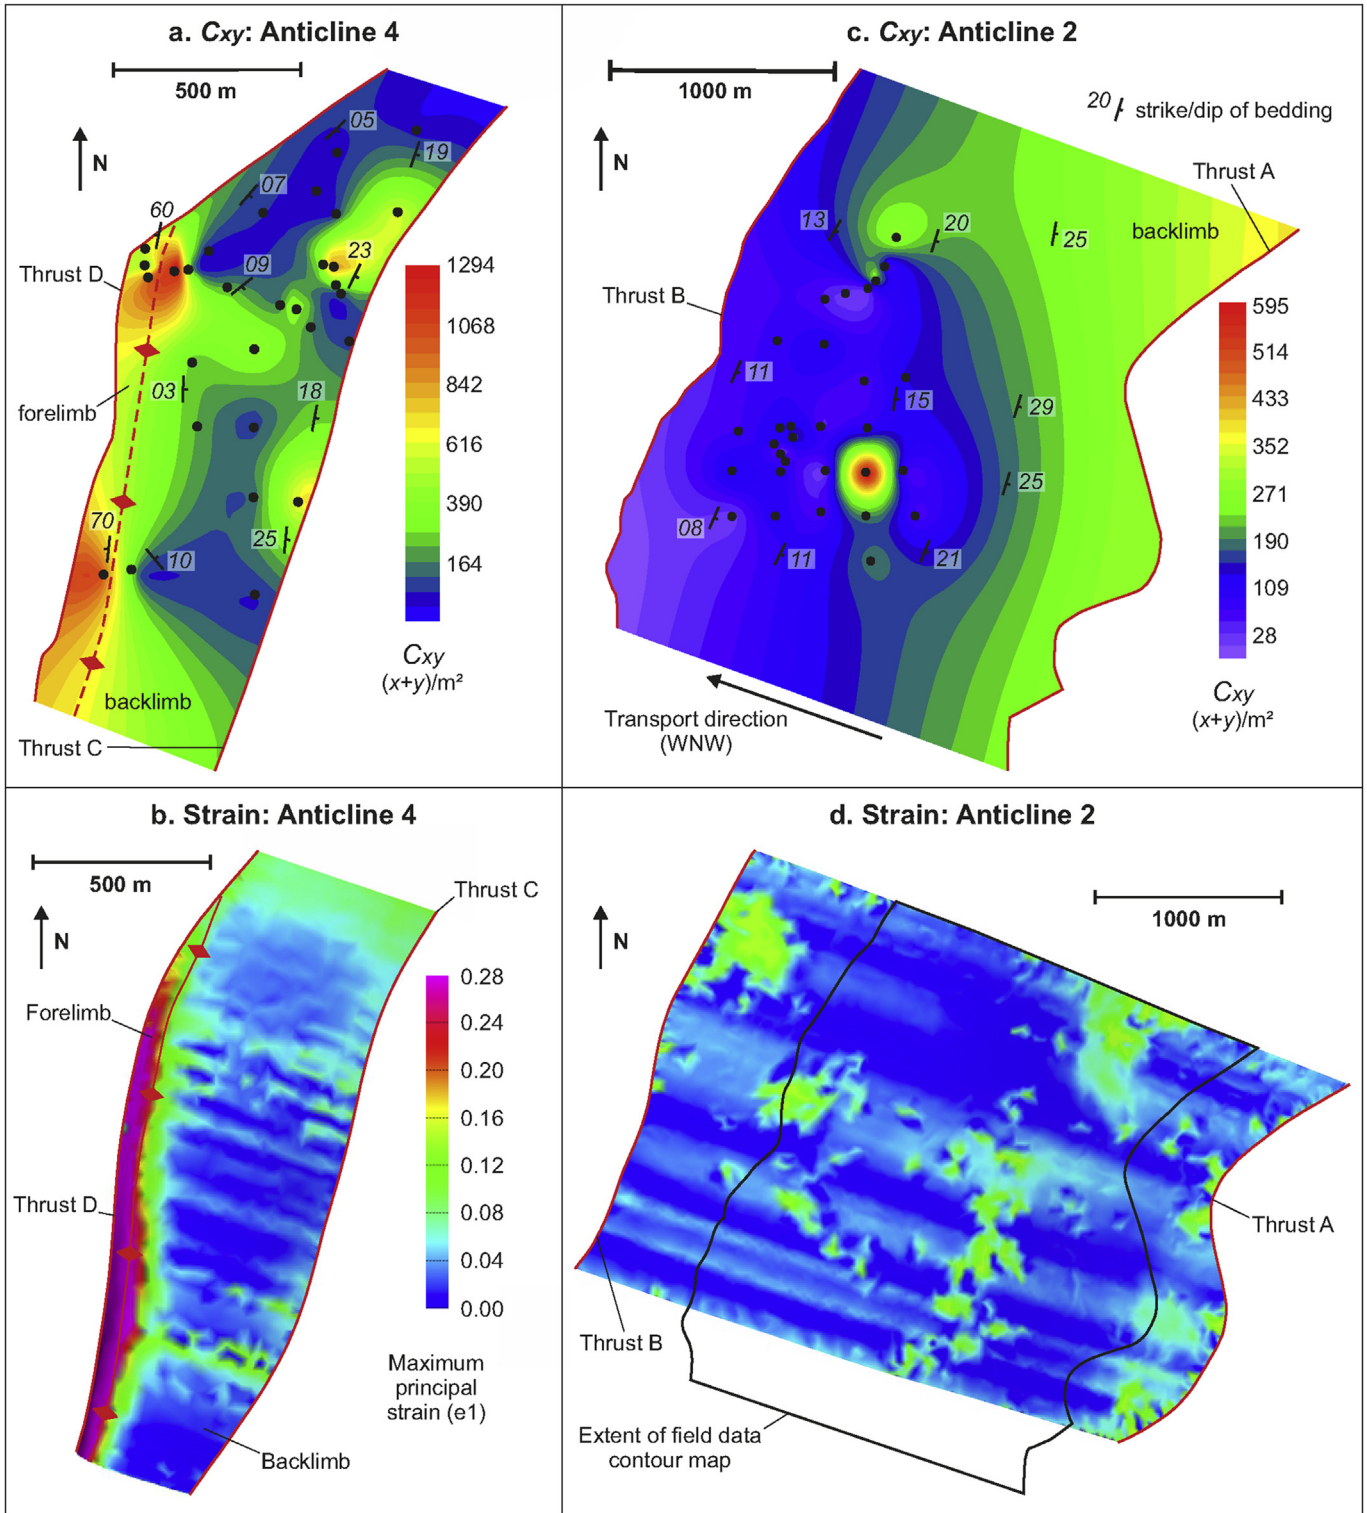 a. Cxy: Anticline 4
500 m
N
05
19
07
60
23
09
Thrust D
03
18
forelimb
70
25
10
backlimb
Thrust C
1294
1068
842
616
390
164
Cxy
(x+y)/m²
c. Cxy: Anticline 2
1000 m
20 strike/dip of bedding
N
Thrust A
13
20
25
backlimb
Thrust B
11
15
29
25
08
11
21
595
514
433
352
271
190
109
28
Cxy
(x+y)/m²
Transport direction
(WNW)
b. Strain: Anticline 4
500 m
Thrust C
N
Forelimb
Thrust D
0.28
0.24
0.20
0.16
0.12
0.08
0.04
0.00
Maximum
principal
strain (e1)
Backlimb
d. Strain: Anticline 2
1000 m
N
Thrust A
Thrust B
Extent of field data
contour map